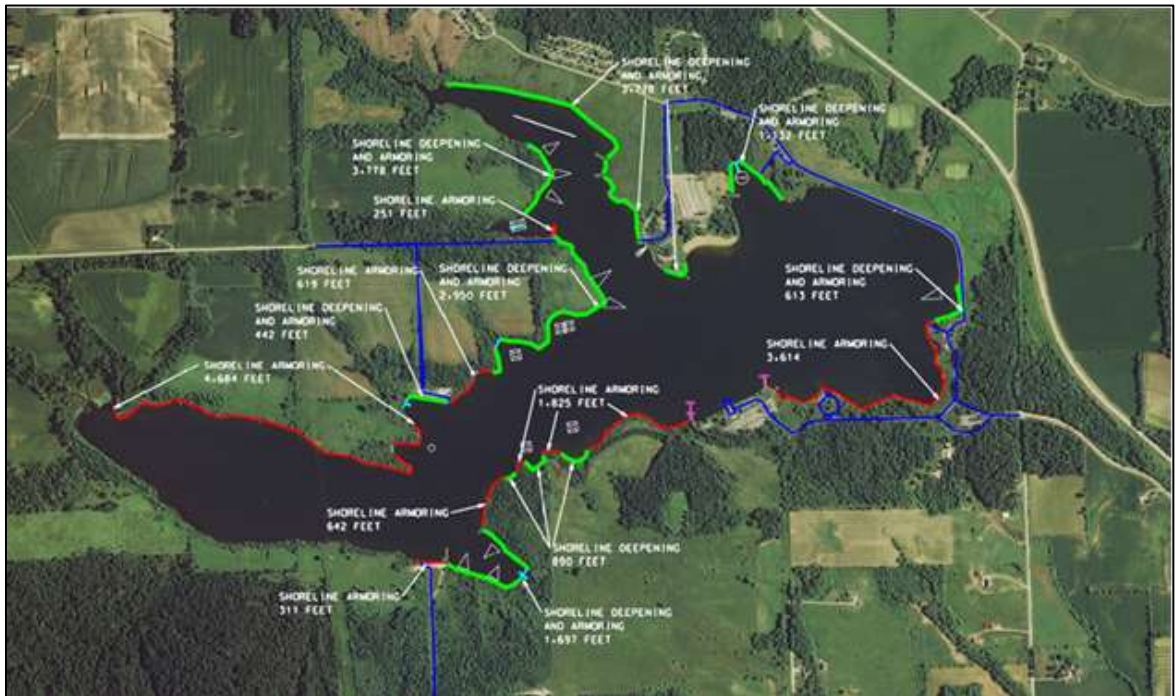 SHORELINE DEEPENING
AND ARMORING
3,778 FEET
SHORELINE DEEPENING
AND ARMORING
1,132 FEET
SHORELINE DEEPENING
AND ARMORING
3,778 FEET
SHORELINE ARMORING
251 FEET
SHORELINE ARMORING
619 FEET
SHORELINE DEEPENING
AND ARMORING
2,950 FEET
SHORELINE DEEPENING
AND ARMORING
613 FEET
SHORELINE DEEPENING
AND ARMORING
442 FEET
SHORELINE ARMORING
3,614
SHORELINE ARMORING
4,684 FEET
SHORELINE ARMORING
1,825 FEET
SHORELINE ARMORING
642 FEET
SHORELINE DEEPENING
890 FEET
SHORELINE ARMORING
311 FEET
SHORELINE DEEPENING
AND ARMORING
1,697 FEET